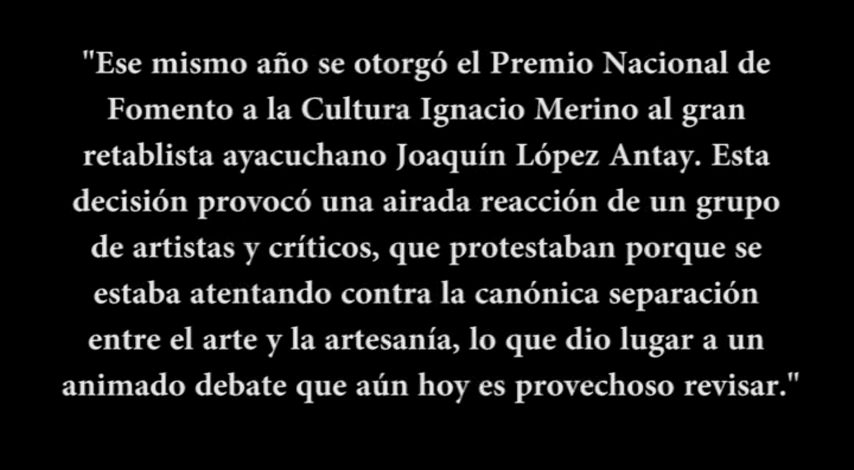 "Ese mismo año se otorgó el Premio Nacional de
Fomento a la Cultura Ignacio Merino al gran
retablista ayacuchano Joaquín López Antay. Esta
decisión provocó una airada reacción de un grupo
de artistas y críticos, que protestaban porque se
estaba atentando contra la canónica separación
entre el arte y la artesanía, lo que dio lugar a un
animado debate que aún hoy es provechoso revisar."